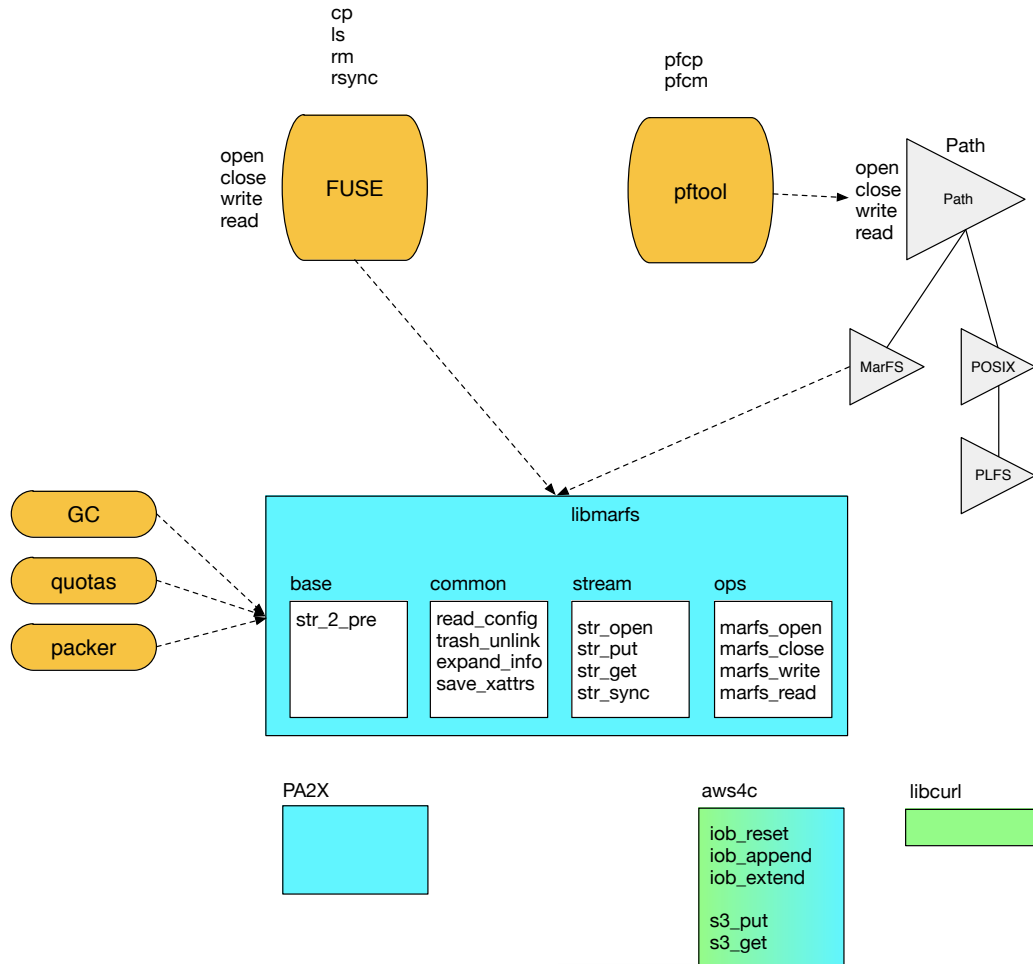 cp
ls
rm
rsync
pfcp
pfcm
open
close
write
read
FUSE
pftool
open
close
write
read
Path
Path
MarFS
POSIX
PLFS
GC
quotas
packer
libmarfs
base
str_2_pre
common
read_config
trash_unlink
expand_info
save_xattrs
stream
str_open
str_put
str_get
str_sync
ops
marfs_open
marfs_close
marfs_write
marfs_read
PA2X
aws4c
iob_reset
iob_append
iob_extend
s3_put
s3_get
libcurl